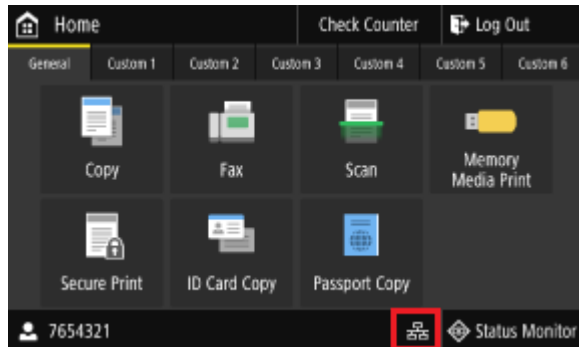 Home Check Counter Log Out
General Custom 1 Custom 2 Custom 3 Custom 4 Custom 5 Custom 6
Copy Fax Scan Memory
Media Print
Secure Print ID Card Copy Passport Copy
7654321 Status Monitor